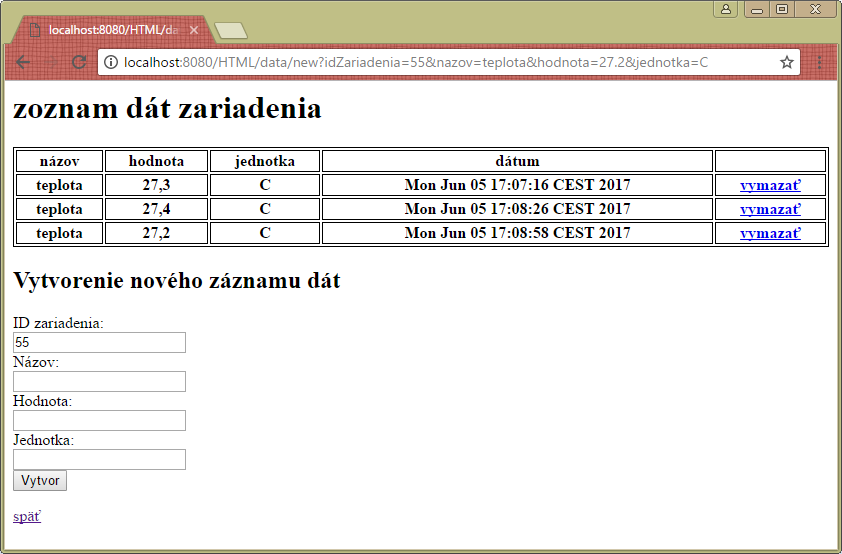 localhost:8080/HTML/da
localhost:8080/HTML/data/new?idZariadenia=55&nazov=teplota&hodnota=27.2&jednotka=C
zoznam dát zariadenia
názov hodnota jednotka dátum
teplota 27,3 C Mon Jun 05 17:07:16 CEST 2017 vymazať
teplota 27,4 C Mon Jun 05 17:08:26 CEST 2017 vymazať
teplota 27,2 C Mon Jun 05 17:08:58 CEST 2017 vymazať
Vytvorenie nového záznamu dát
ID zariadenia:
55
Názov:
Hodnota:
Jednotka:
Vytvor
späť